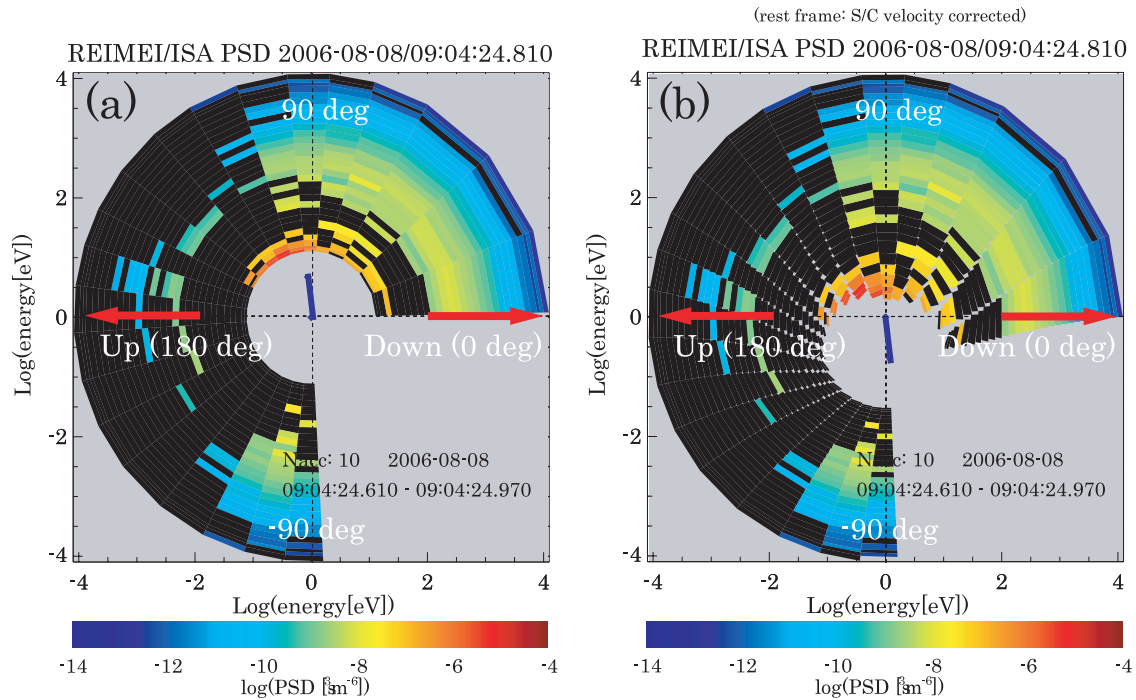 (rest frame: S/C velocity corrected)
REIMEI/ISA PSD 2006-08-08/09:04:24.810
REIMEI/ISA PSD 2006-08-08/09:04:24.810
(a)
90 deg
Up (180 deg)
Down (0 deg)
Nacc: 10 2006-08-08
09:04:24.610 - 09:04:24.970
-90 deg
4
2
0
-2
-4
Log(energy[eV])
-4 -2 0 2 4
Log(energy[eV])
-14 -12 -10 -8 -6 -4
log(PSD [s³m⁻⁶)
(b)
90 deg
Up (180 deg)
Down (0 deg)
Nacc: 10 2006-08-08
09:04:24.610 - 09:04:24.970
-90 deg
4
2
0
-2
-4
Log(energy[eV])
-4 -2 0 2 4
Log(energy[eV])
-14 -12 -10 -8 -6 -4
log(PSD [s³m⁻⁶)